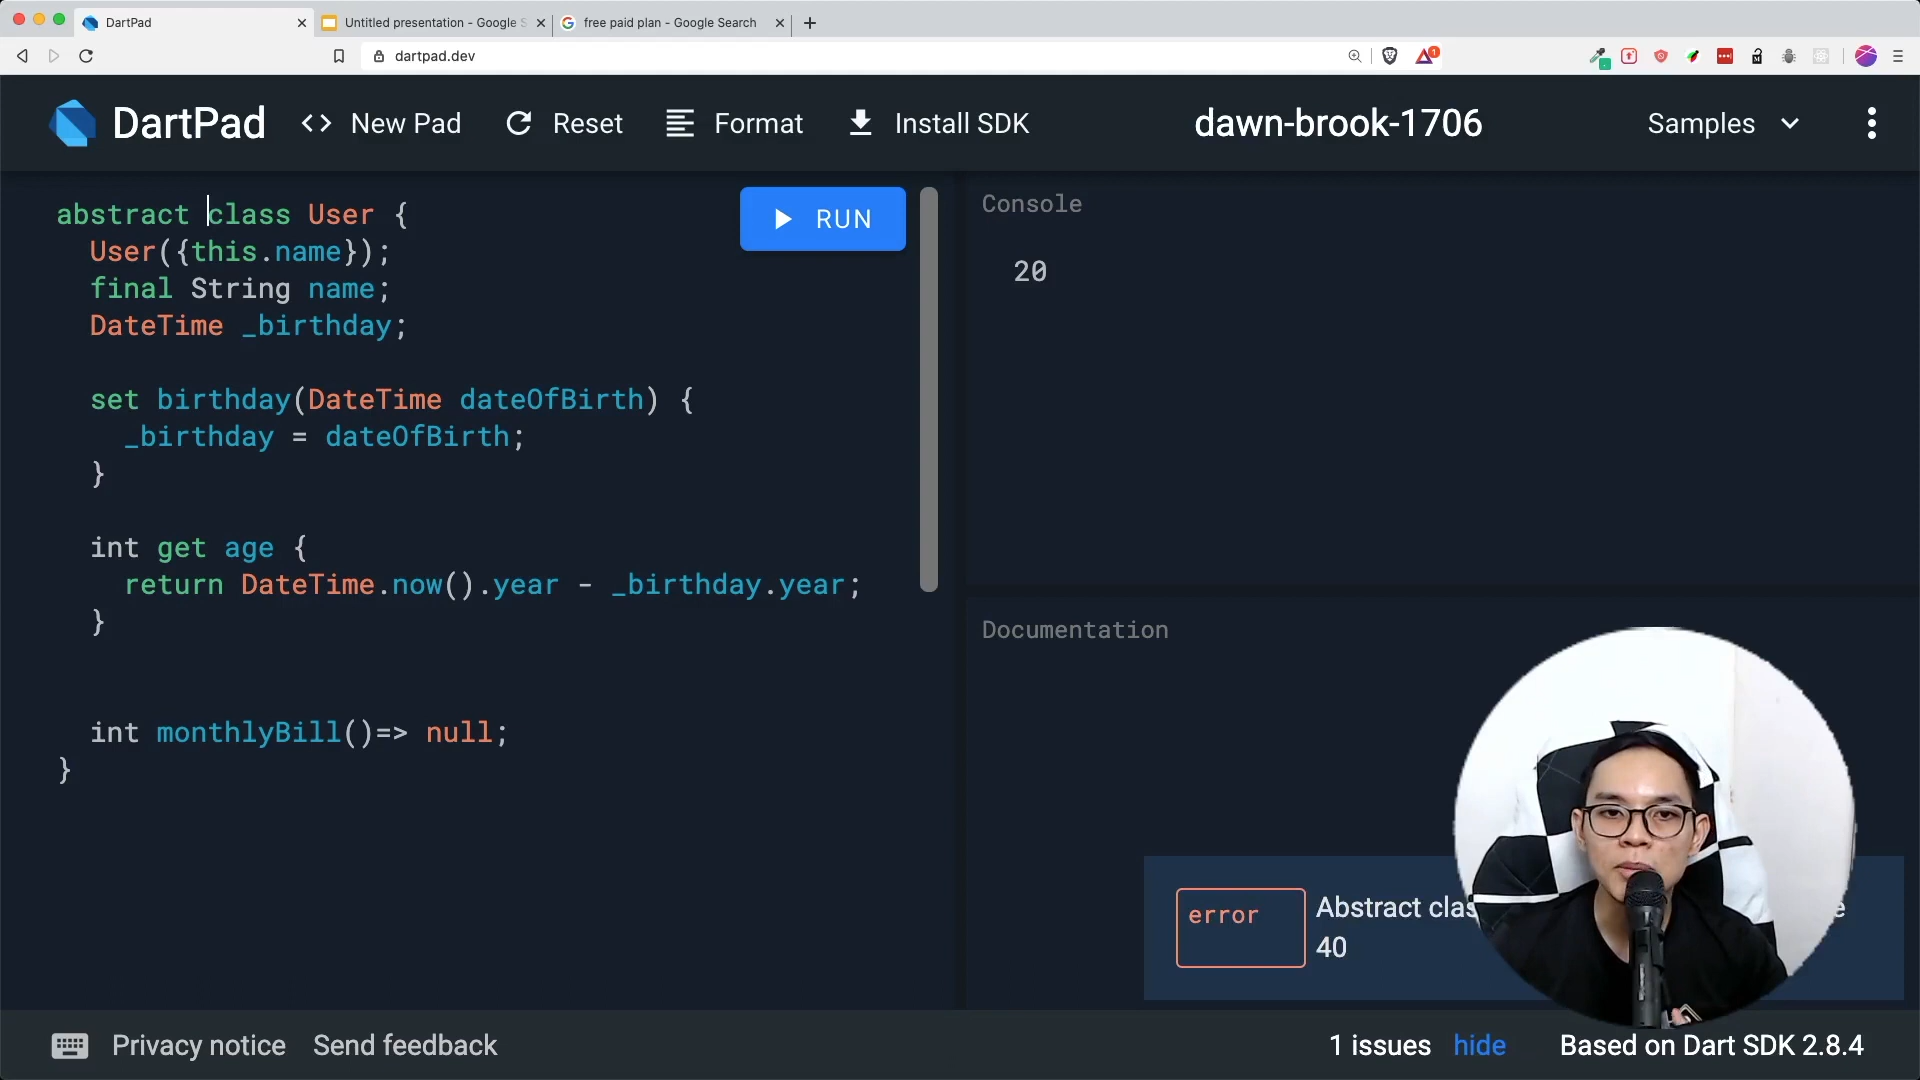 DartPad
Untitled presentation - Google S
free paid plan - Google Search
dartpad.dev
1
DartPad
<> New Pad
Reset
Format
Install SDK
dawn-brook-1706
Samples
abstract class User {
User({this.name});
final String name;
DateTime _birthday;
set birthday(DateTime dateOfBirth) {
_birthday = dateOfBirth;
}
int get age {
return DateTime.now().year - _birthday.year;
}
int monthlyBill()=> null;
}
RUN
Console
20
Documentation
error
Abstract clas
40
Privacy notice
Send feedback
1 issues
hide
Based on Dart SDK 2.8.4